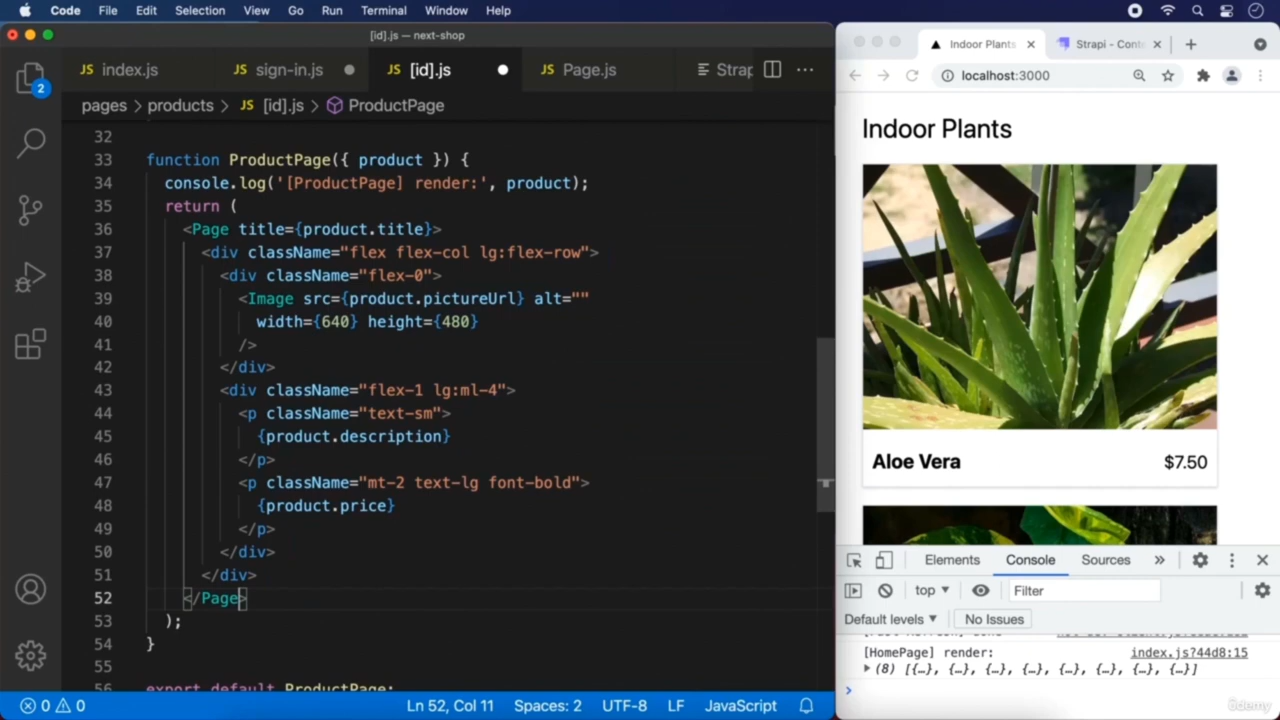 Code File Edit Selection View Go Run Terminal Window Help
[id].js — next-shop
JS index.js
JS sign-in.js
JS [id].js
JS Page.js
Strap
2
pages > products > JS [id].js > ProductPage
32
33 function ProductPage({ product }) {
34 console.log('[ProductPage] render:', product);
35 return (
36 <Page title={product.title}>
37 <div className="flex flex-col lg:flex-row">
38 <div className="flex-0">
39 <Image src={product.pictureUrl} alt=""
40 width={640} height={480}
41 />
42 </div>
43 <div className="flex-1 lg:ml-4">
44 <p className="text-sm">
45 {product.description}
46 </p>
47 <p className="mt-2 text-lg font-bold">
48 {product.price}
49 </p>
50 </div>
51 </div>
52 </Page>
53 );
54 }
55
56 export default ProductPage;
0 0
Ln 52, Col 11 Spaces: 2 UTF-8 LF JavaScript
Indoor Plants
Strapi - Conte
localhost:3000
Indoor Plants
Aloe Vera $7.50
Elements Console Sources »
top Filter
Default levels No Issues
[HomePage] render: index.js?44d8:15
(8) [{…}, {…}, {…}, {…}, {…}, {…}, {…}, {…}]
ûdemy